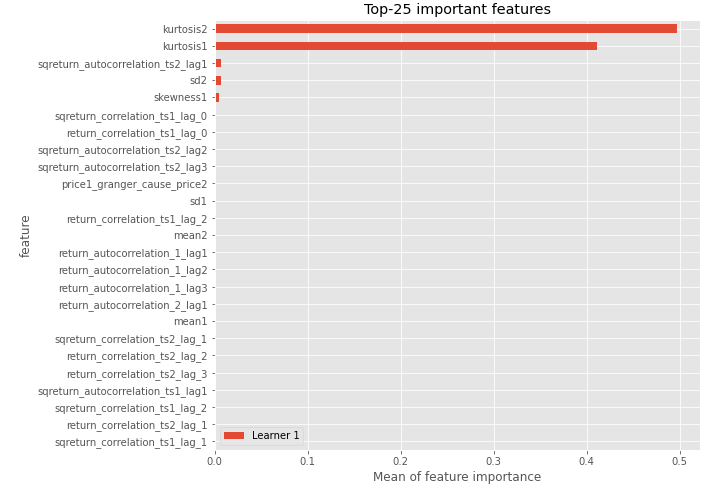 Top-25 important features
kurtosis2
kurtosis1
sqreturn_autocorrelation_ts2_lag1
sd2
skewness1
sqreturn_correlation_ts1_lag_0
return_correlation_ts1_lag_0
sqreturn_autocorrelation_ts2_lag2
sqreturn_autocorrelation_ts2_lag3
price1_granger_cause_price2
sd1
return_correlation_ts1_lag_2
mean2
return_autocorrelation_1_lag1
return_autocorrelation_1_lag2
return_autocorrelation_1_lag3
return_autocorrelation_2_lag1
mean1
sqreturn_correlation_ts2_lag_1
return_correlation_ts2_lag_2
return_correlation_ts2_lag_3
sqreturn_autocorrelation_ts1_lag1
sqreturn_correlation_ts1_lag_2
return_correlation_ts2_lag_1
sqreturn_correlation_ts1_lag_1
feature
Learner 1
0.0 0.1 0.2 0.3 0.4 0.5
Mean of feature importance